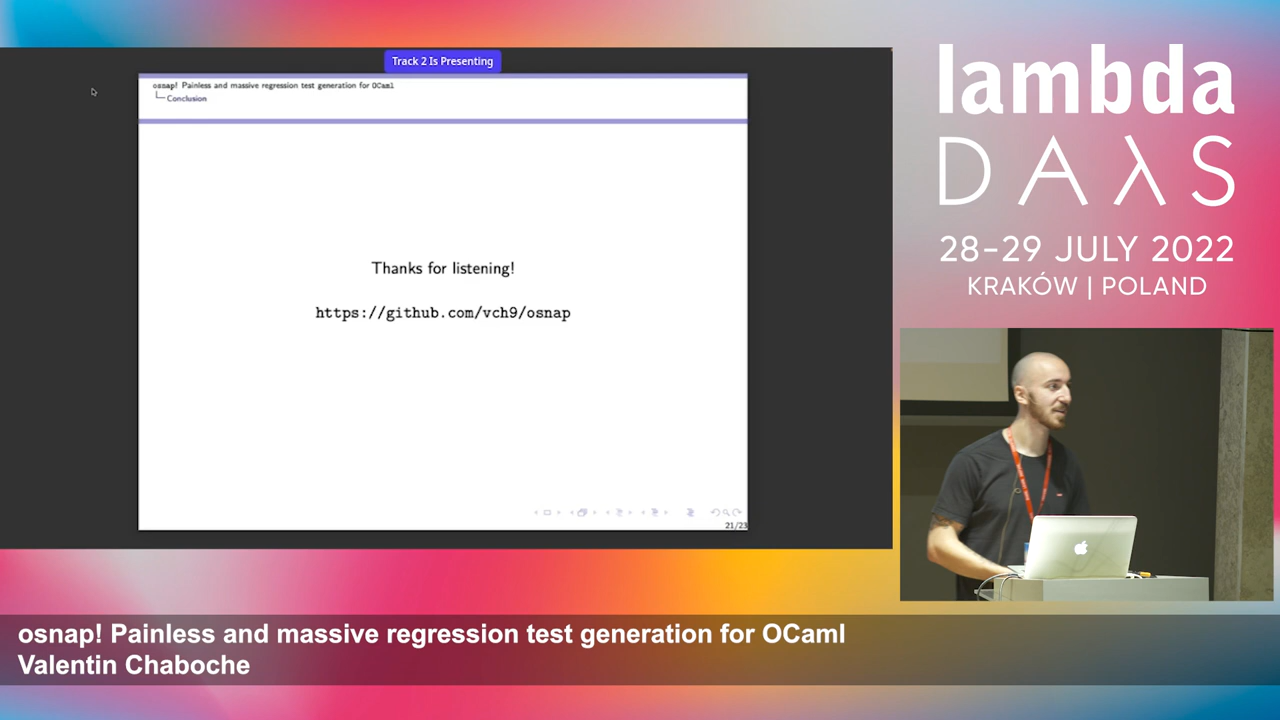 Track 2 Is Presenting
osnap! Painless and massive regression test generation for OCaml
Conclusion
Thanks for listening!
https://github.com/vch9/osnap
21/23
lambda
DAλS
28–29 JULY 2022
KRAKÓW | POLAND
osnap! Painless and massive regression test generation for OCaml
Valentin Chaboche